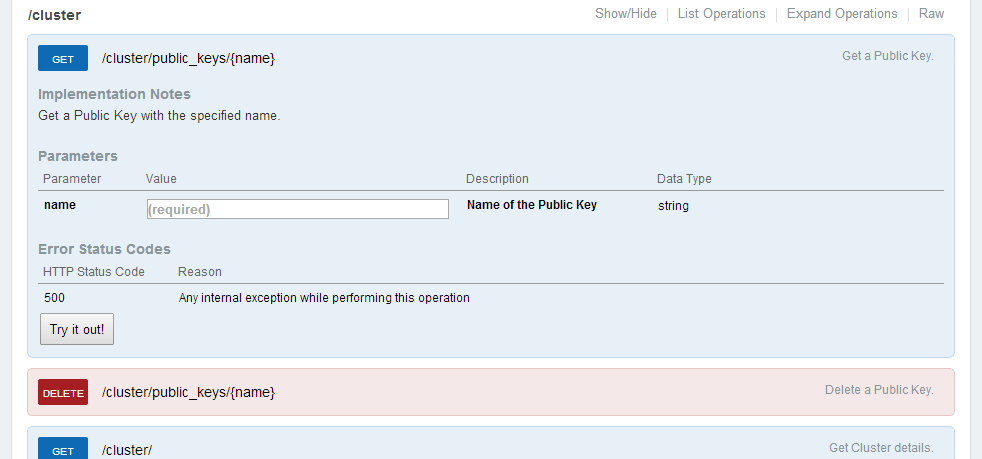 /cluster Show/Hide List Operations Expand Operations Raw
GET /cluster/public_keys/{name} Get a Public Key.
Implementation Notes
Get a Public Key with the specified name.
Parameters
Parameter Value Description Data Type
name (required) Name of the Public Key string
Error Status Codes
HTTP Status Code Reason
500 Any internal exception while performing this operation
Try it out!
DELETE /cluster/public_keys/{name} Delete a Public Key.
GET /cluster/ Get Cluster details.